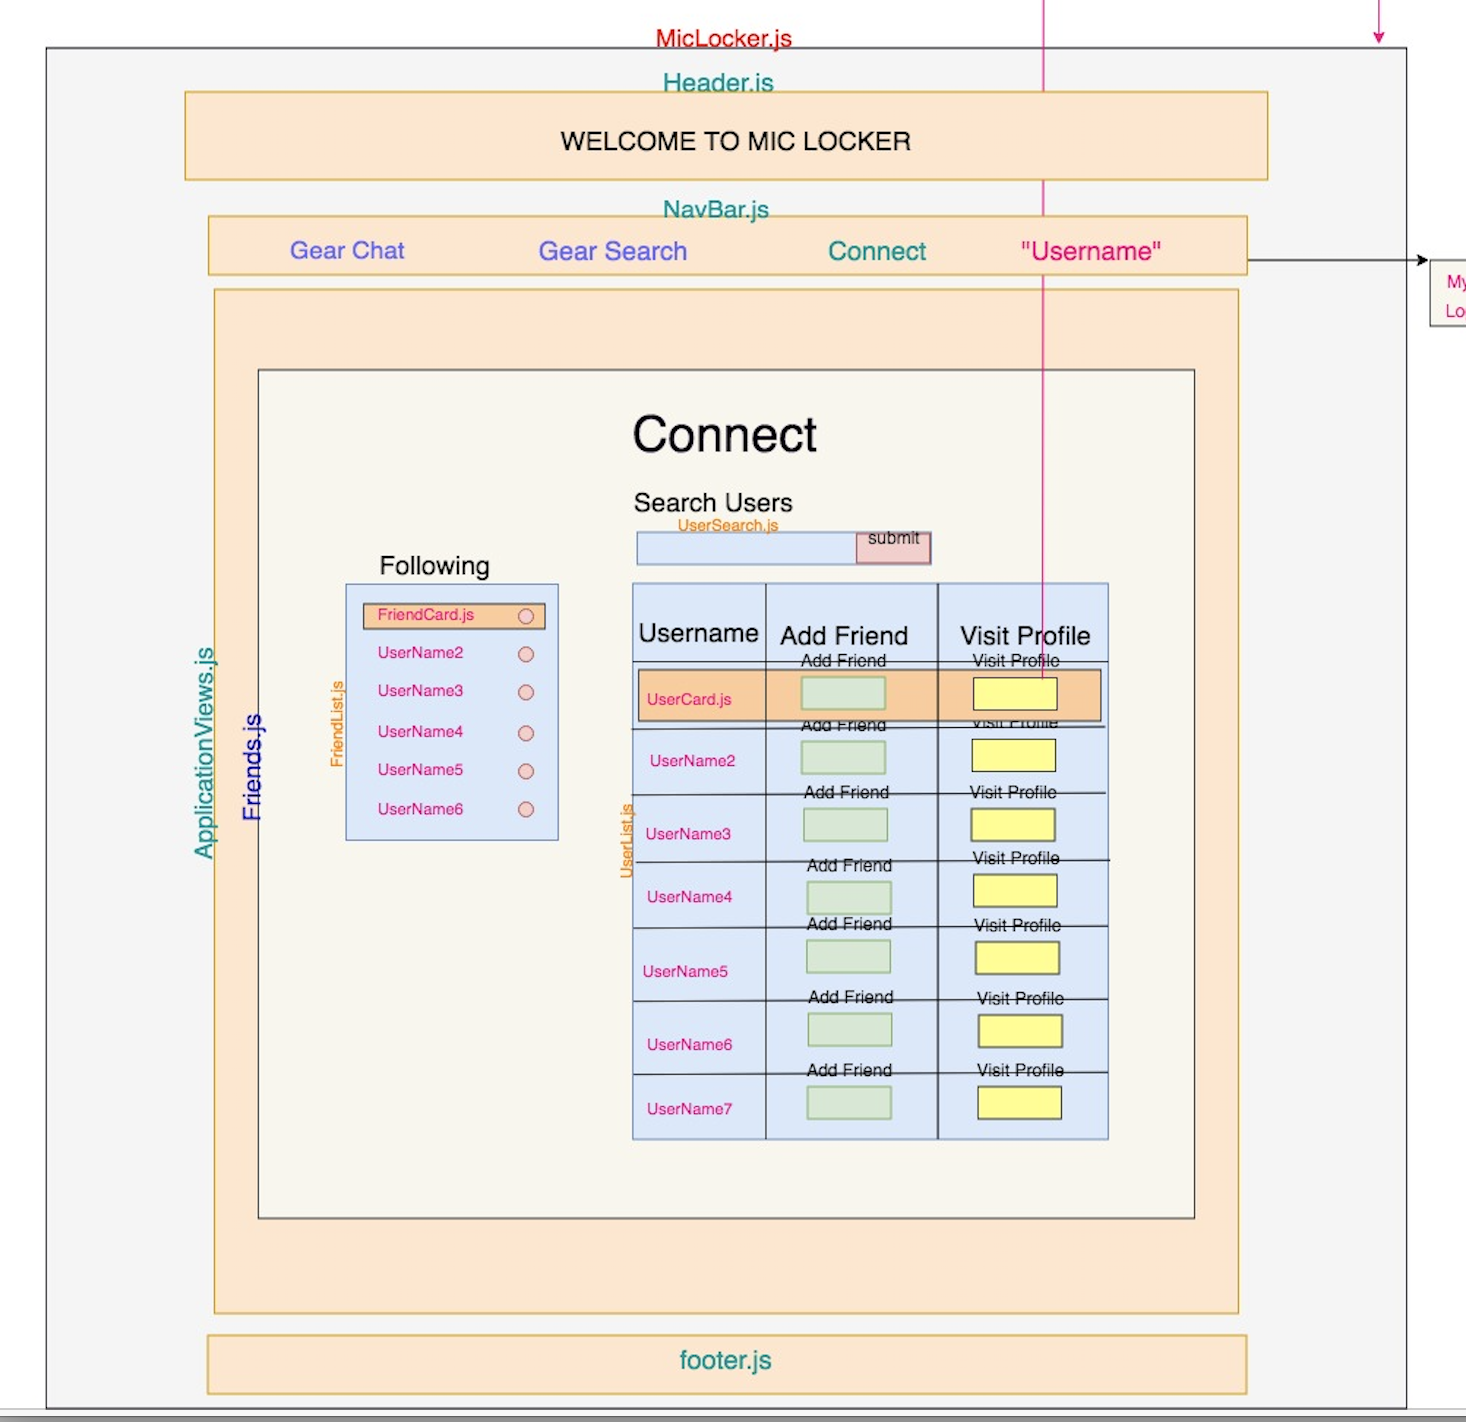 MicLocker.js
Header.js
WELCOME TO MIC LOCKER
NavBar.js
Gear Chat Gear Search Connect "Username"
My
Lo
Connect
Search Users
UserSearch.js
submit
Following
FriendCard.js
UserName2
UserName3
UserName4
UserName5
UserName6
FriendList.js
ApplicationViews.js
Friends.js
UserList.js
Username Add Friend Visit Profile
Add Friend Visit Profile
UserCard.js
Add Friend Visit Profile
UserName2
Add Friend Visit Profile
UserName3
Add Friend Visit Profile
UserName4
Add Friend Visit Profile
UserName5
Add Friend Visit Profile
UserName6
Add Friend Visit Profile
UserName7
footer.js